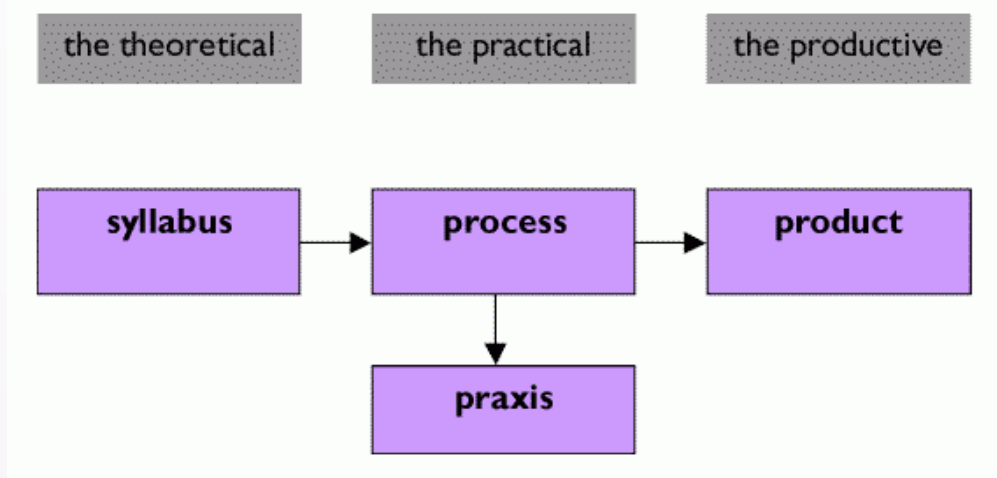 the theoretical
the practical
the productive
syllabus
process
product
praxis